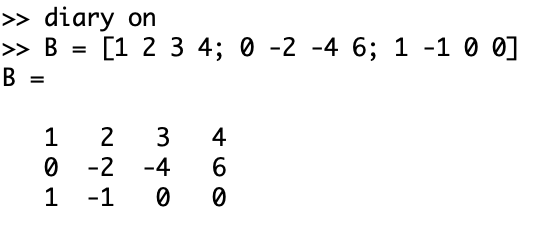 >> diary on
>> B = [1 2 3 4; 0 -2 -4 6; 1 -1 0 0]
B =
1 2 3 4
0 -2 -4 6
1 -1 0 0